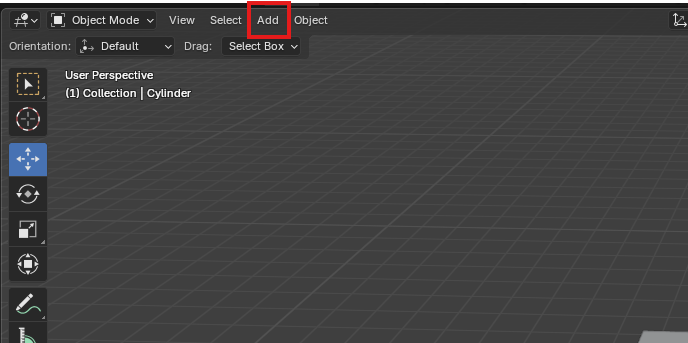 Object Mode View Select Add Object
Orientation: Default Drag: Select Box
User Perspective
(1) Collection | Cylinder